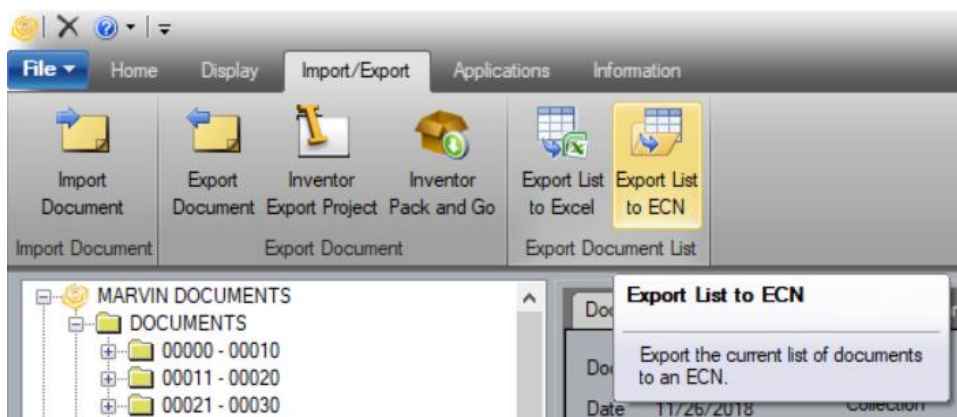 File Home Display Import/Export Applications Information
Import Document
Export Document
Inventor Export Project
Inventor Pack and Go
Export List to Excel
Export List to ECN
Import Document Export Document Export Document List
MARVIN DOCUMENTS
DOCUMENTS
00000 - 00010
00011 - 00020
00021 - 00030
Export List to ECN
Export the current list of documents
to an ECN.
Date 11/26/2018 Collection